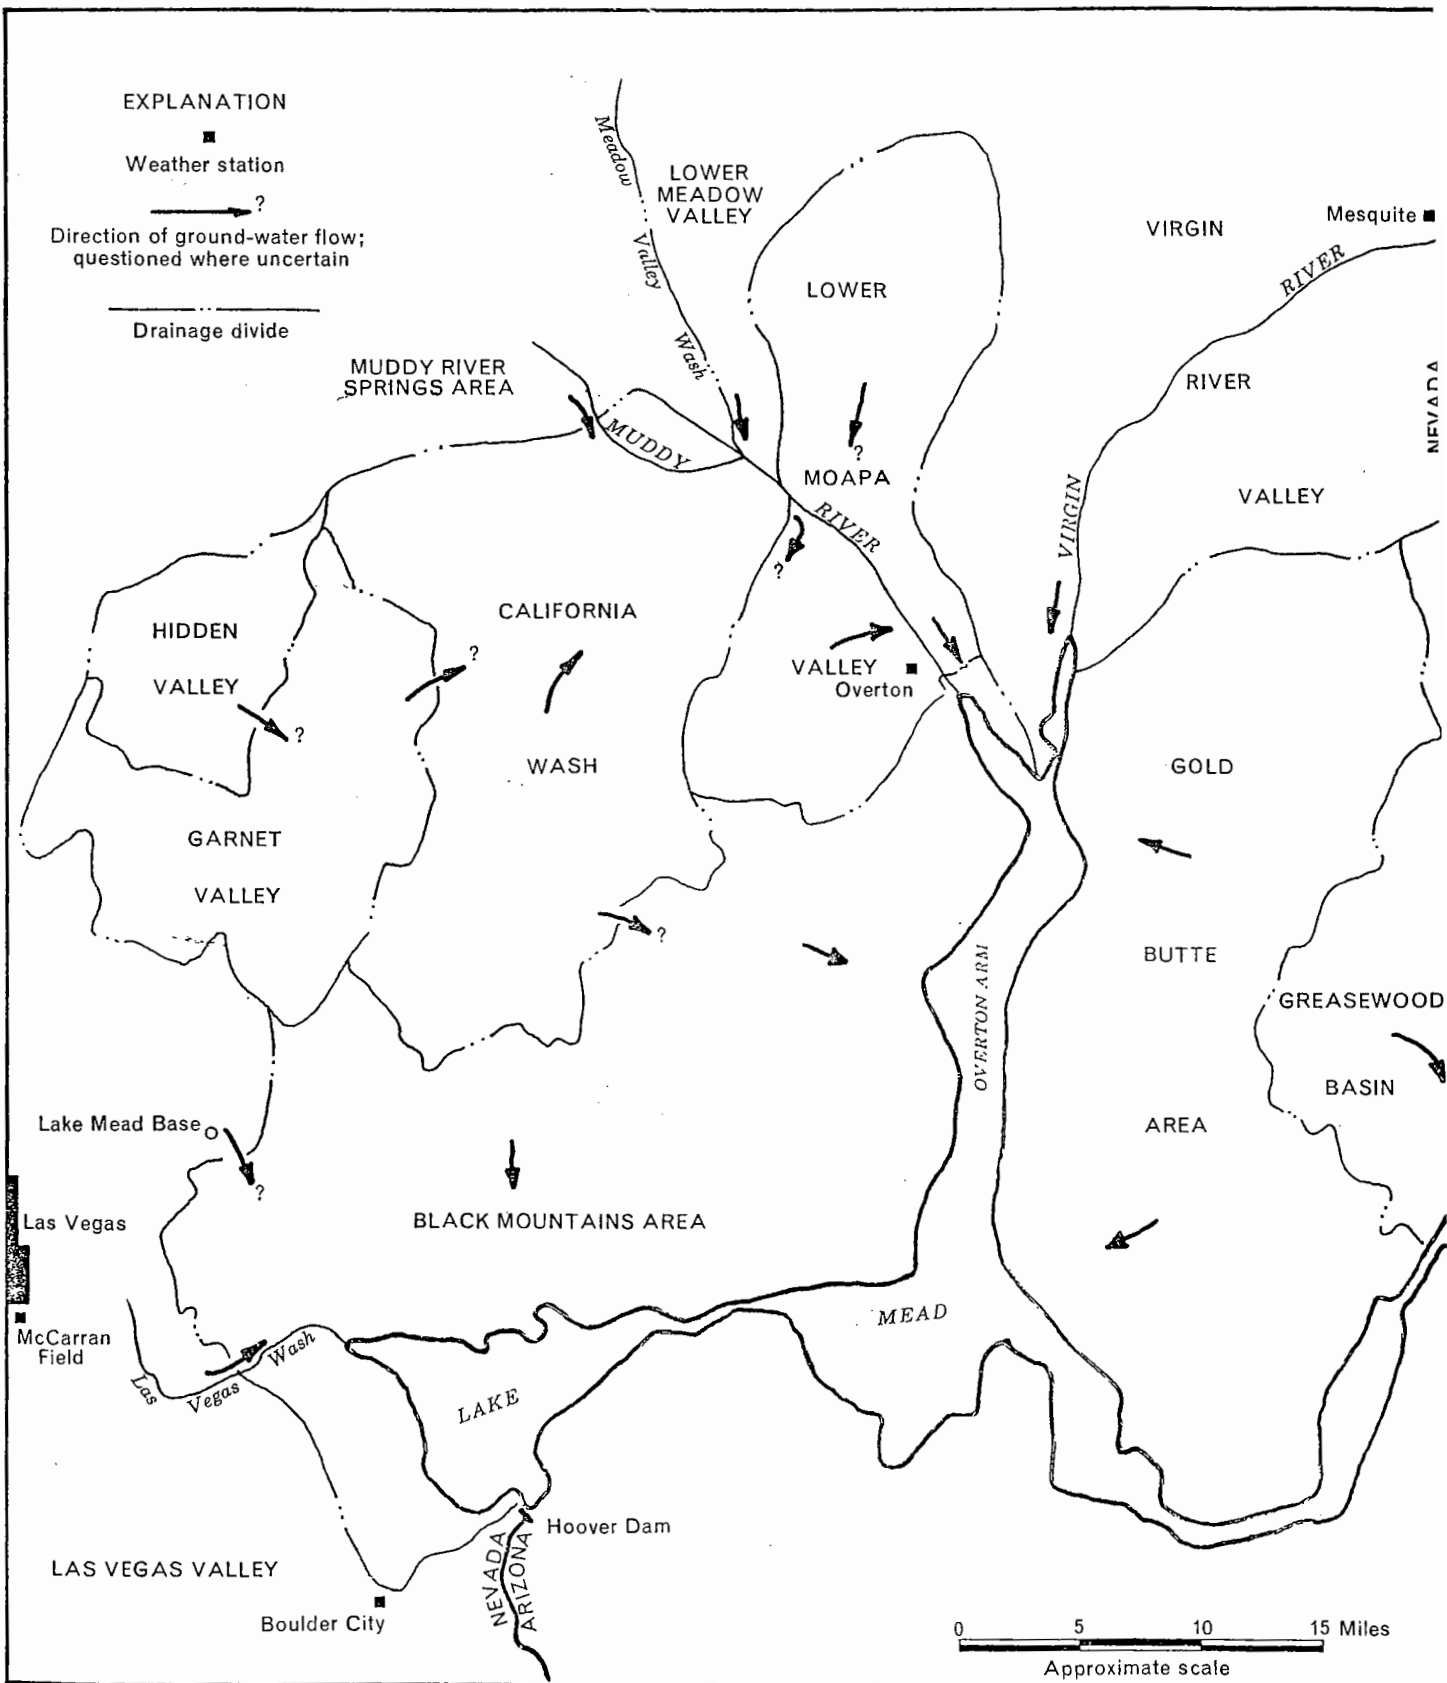 EXPLANATION
Weather station
?
Direction of ground-water flow;
questioned where uncertain
Drainage divide
Meadow
Valley
Wash
LOWER
MEADOW
VALLEY
VIRGIN
RIVER
VALLEY
Mesquite
RIVER
VIRGIN
NEVADA
LOWER
MOAPA
VALLEY
?
MUDDY RIVER
SPRINGS AREA
MUDDY
RIVER
?
Overton
HIDDEN
VALLEY
?
CALIFORNIA
WASH
?
GARNET
VALLEY
?
GOLD
BUTTE
AREA
GREASEWOOD
BASIN
OVERTON ARM
Lake Mead Base
?
Las Vegas
McCarran
Field
BLACK MOUNTAINS AREA
Las
Vegas
Wash
LAKE
MEAD
Hoover Dam
NEVADA
ARIZONA
LAS VEGAS VALLEY
Boulder City
0 5 10 15 Miles
Approximate scale